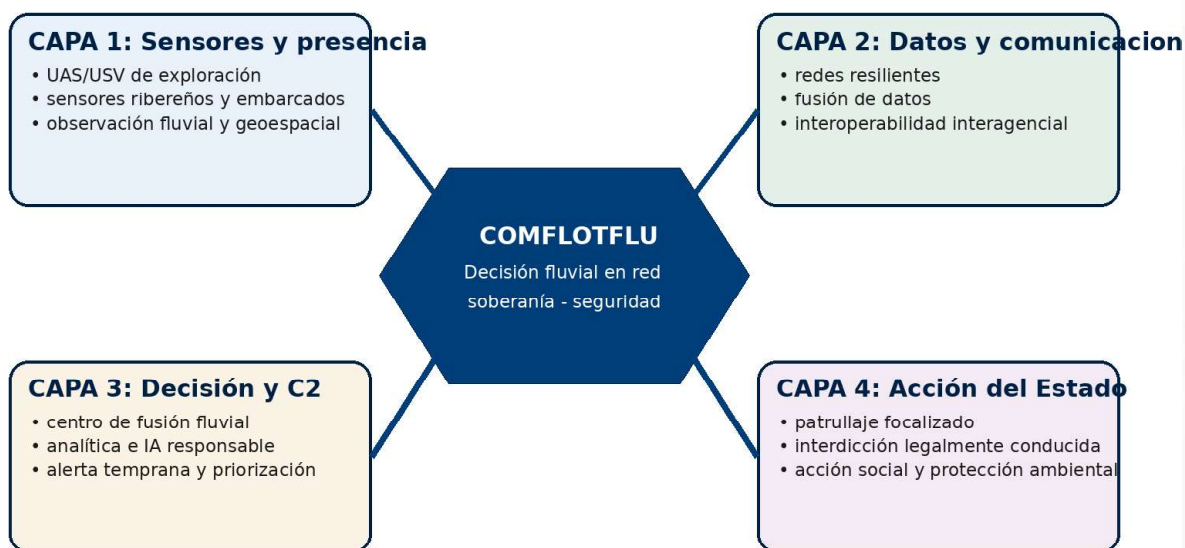 CAPA 1: Sensores y presencia
• UAS/USV de exploración
• sensores ribereños y embarcados
• observación fluvial y geoespacial
CAPA 2: Datos y comunicacion
• redes resilientes
• fusión de datos
• interoperabilidad interagencial
COMFLOTFLU
Decisión fluvial en red
soberanía - seguridad
CAPA 3: Decisión y C2
• centro de fusión fluvial
• analítica e IA responsable
• alerta temprana y priorización
CAPA 4: Acción del Estado
• patrullaje focalizado
• interdicción legalmente conducida
• acción social y protección ambiental